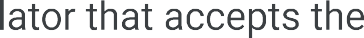 lator that accepts the